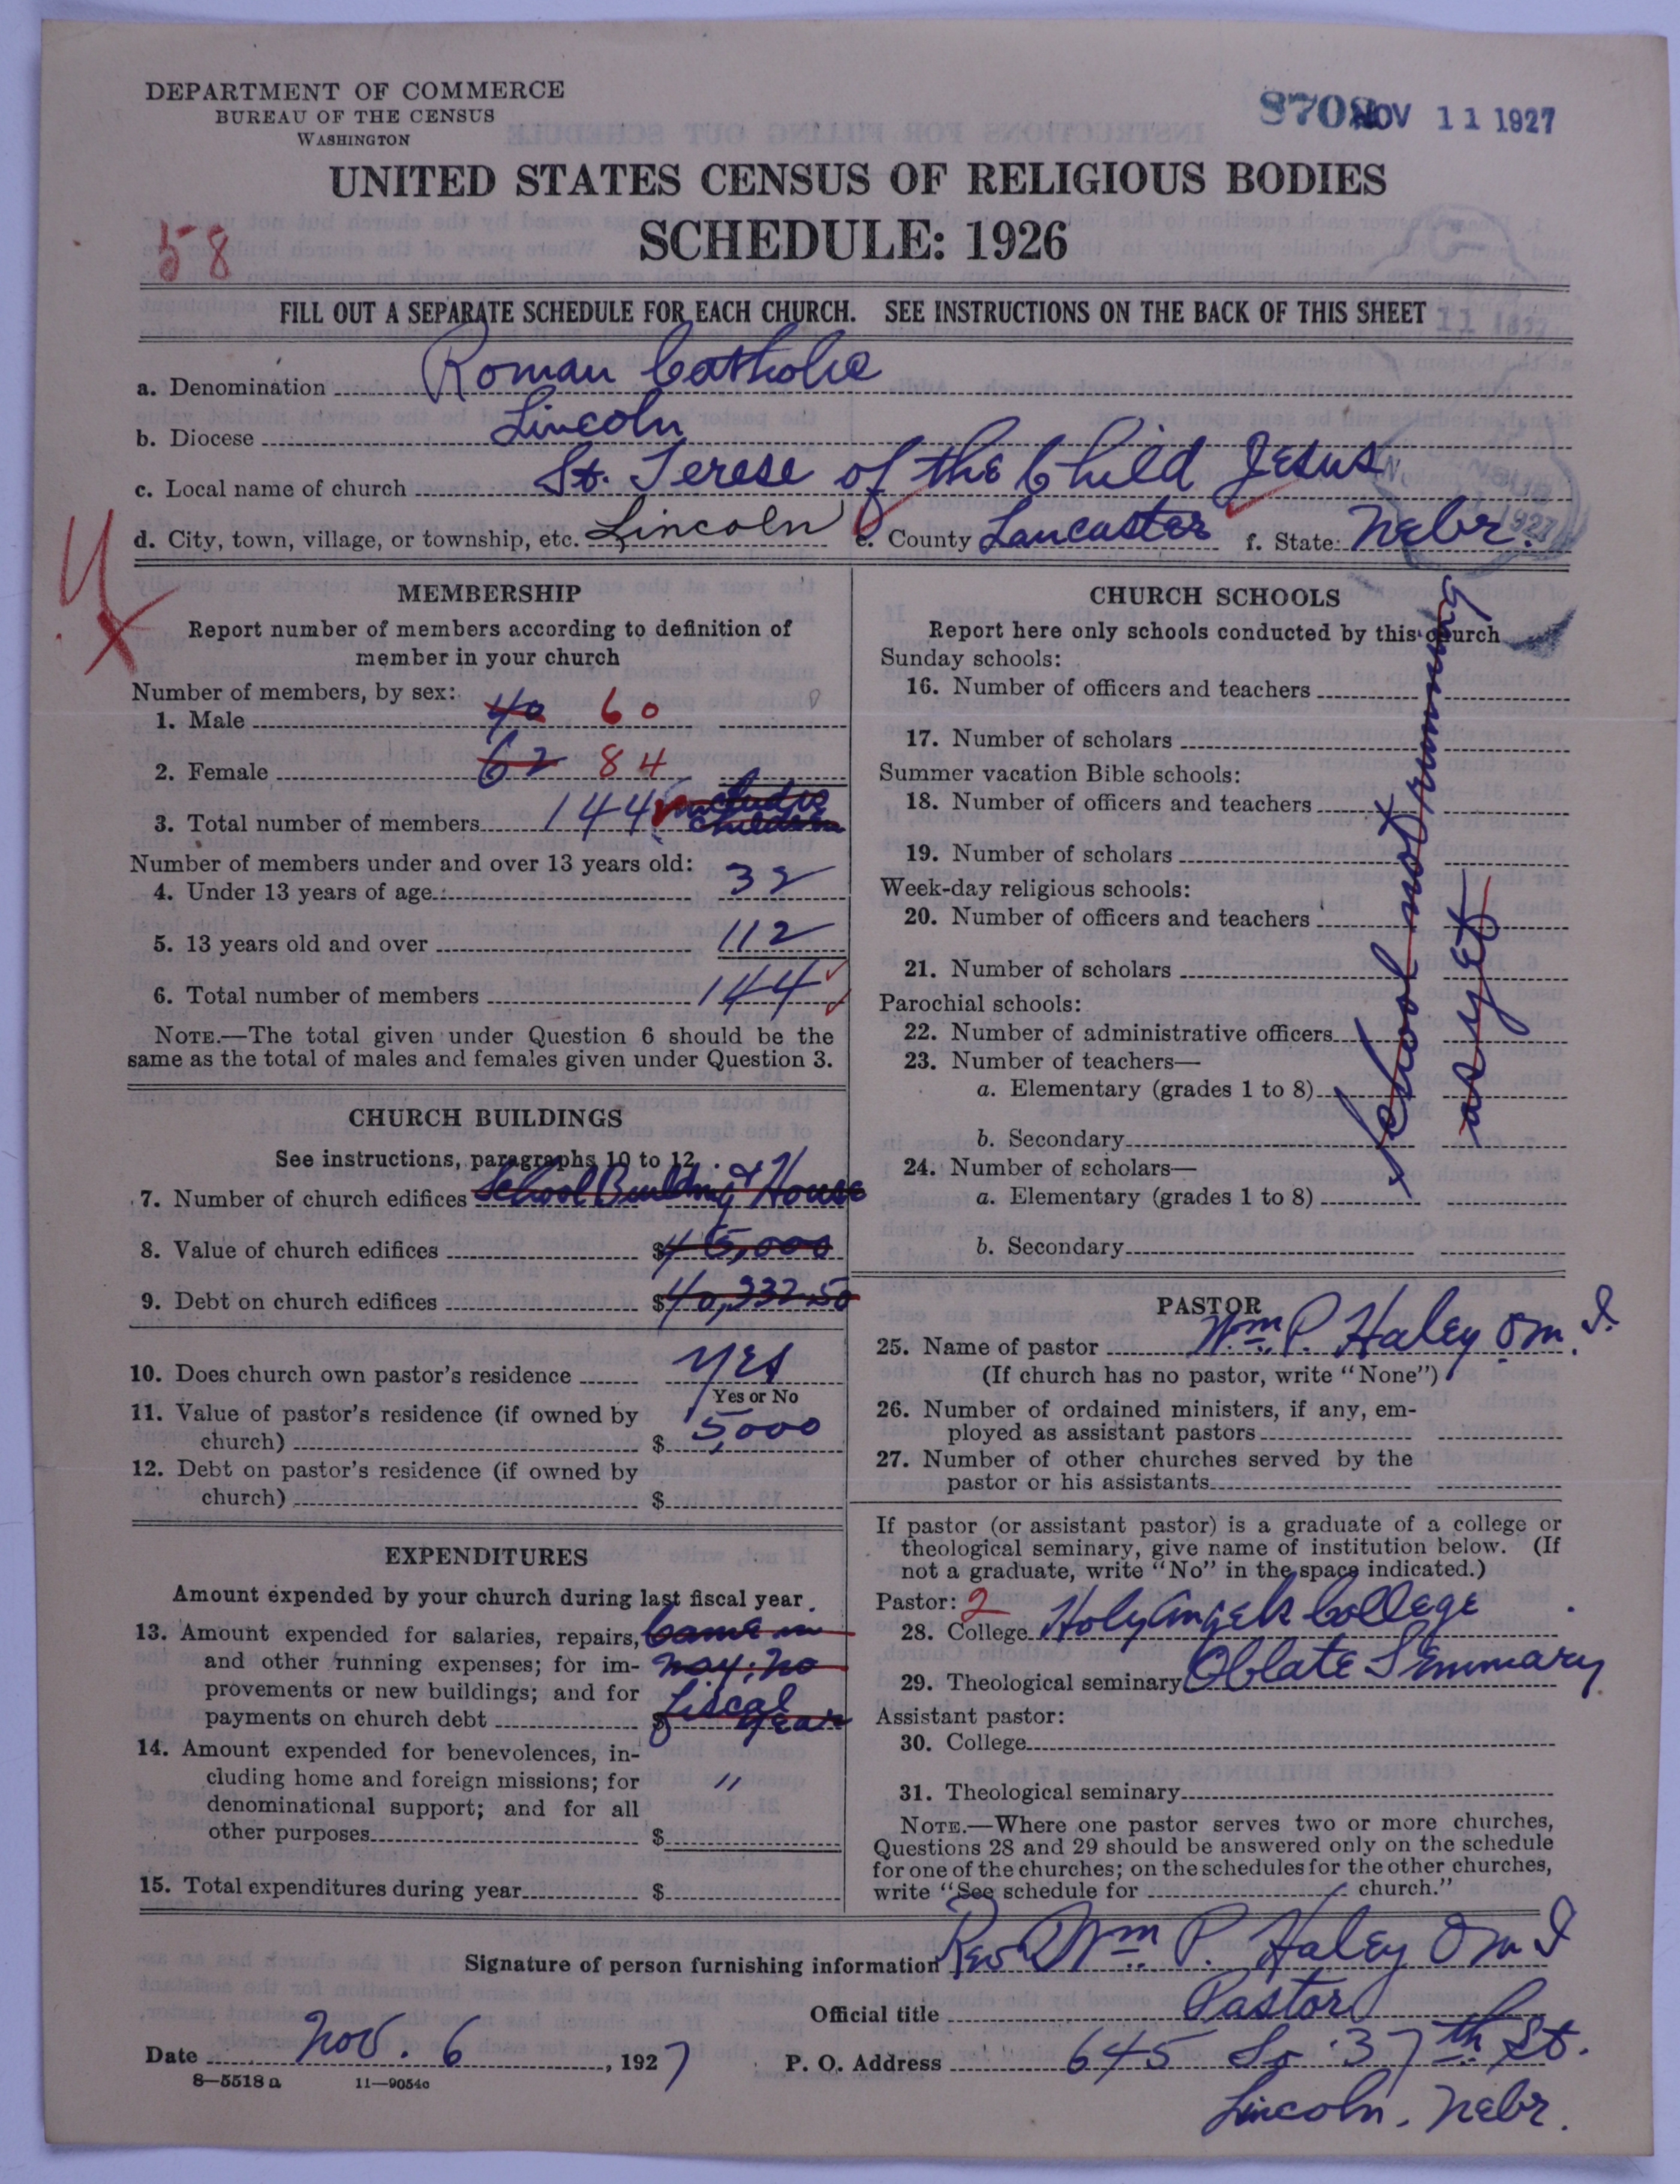 DEPARTMENT OF COMMERCE
BUREAU OF THE CENSUS
WASHINGTON
8708 NOV 11 1927
UNITED STATES CENSUS OF RELIGIOUS BODIES
SCHEDULE: 1926
58
FILL OUT A SEPARATE SCHEDULE FOR EACH CHURCH. SEE INSTRUCTIONS ON THE BACK OF THIS SHEET
a. Denomination Roman Catholic
b. Diocese Lincoln
c. Local name of church St. Terese of the Child Jesus
d. City, town, village, or township, etc. Lincoln e. County Lancaster f. State: Nebr.
MEMBERSHIP
Report number of members according to definition of
member in your church
Number of members, by sex:
1. Male 40 60
2. Female 62 84
3. Total number of members 144 includes children
Number of members under and over 13 years old:
4. Under 13 years of age 32
5. 13 years old and over 112
6. Total number of members 144
NOTE.—The total given under Question 6 should be the
same as the total of males and females given under Question 3.
CHURCH BUILDINGS
See instructions, paragraphs 10 to 12
7. Number of church edifices School Building & House
8. Value of church edifices $45,000
9. Debt on church edifices $40,332.50
10. Does church own pastor's residence Yes
Yes or No
11. Value of pastor's residence (if owned by
church) $ 5,000
12. Debt on pastor's residence (if owned by
church) $
EXPENDITURES
Amount expended by your church during last fiscal year
13. Amount expended for salaries, repairs, Came in
and other running expenses; for im- May; no
provements or new buildings; and for fiscal
payments on church debt $ year
14. Amount expended for benevolences, in-
cluding home and foreign missions; for "
denominational support; and for all
other purposes $
15. Total expenditures during year $
CHURCH SCHOOLS
Report here only schools conducted by this church
Sunday schools:
16. Number of officers and teachers
17. Number of scholars
Summer vacation Bible schools:
18. Number of officers and teachers
19. Number of scholars
Week-day religious schools:
20. Number of officers and teachers
21. Number of scholars
Parochial schools:
22. Number of administrative officers
23. Number of teachers—
a. Elementary (grades 1 to 8)
b. Secondary
24. Number of scholars—
a. Elementary (grades 1 to 8)
b. Secondary
School not running
as yet
PASTOR
25. Name of pastor Wm. P. Haley O.M.I.
(If church has no pastor, write "None")
26. Number of ordained ministers, if any, em-
ployed as assistant pastors
27. Number of other churches served by the
pastor or his assistants
If pastor (or assistant pastor) is a graduate of a college or
theological seminary, give name of institution below. (If
not a graduate, write "No" in the space indicated.)
Pastor: 2
28. College Holy Angels College
29. Theological seminary Oblate Seminary
Assistant pastor:
30. College
31. Theological seminary
NOTE.—Where one pastor serves two or more churches,
Questions 28 and 29 should be answered only on the schedule
for one of the churches; on the schedules for the other churches,
write "See schedule for church."
Signature of person furnishing information Rev Wm P. Haley OMI
Official title Pastor
Date Nov. 6, 1927 P. O. Address 645 So. 37th St.
Lincoln, Nebr.
8—5518a 11—9054c